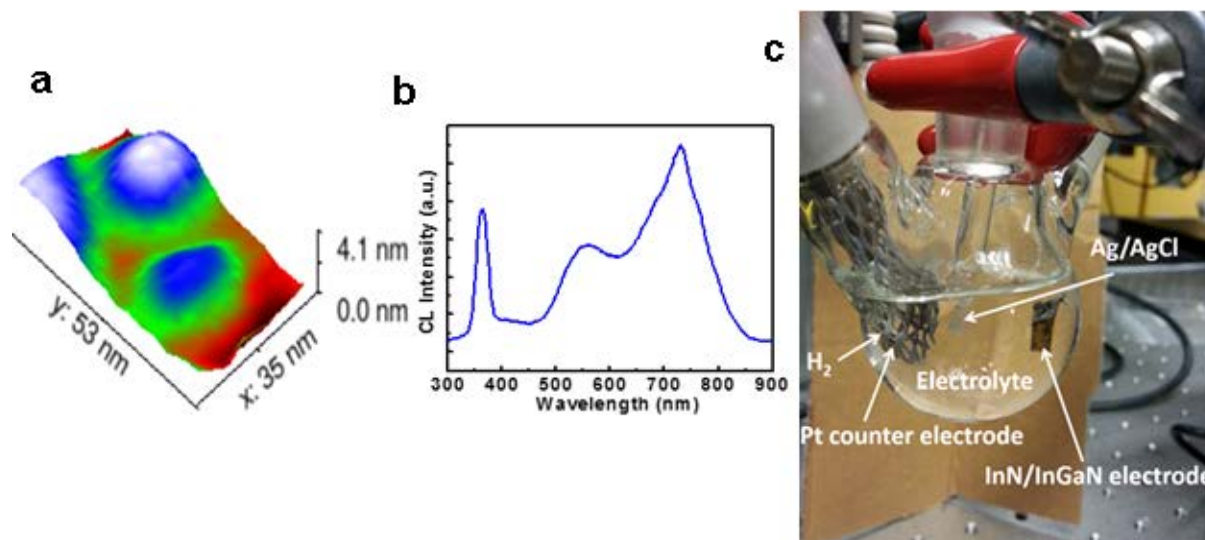 a
4.1 nm
0.0 nm
y: 53 nm
x: 35 nm
b
CL Intensity (a.u.)
300 400 500 600 700 800 900
Wavelength (nm)
c
Ag/AgCl
H₂
Electrolyte
Pt counter electrode
InN/InGaN electrode